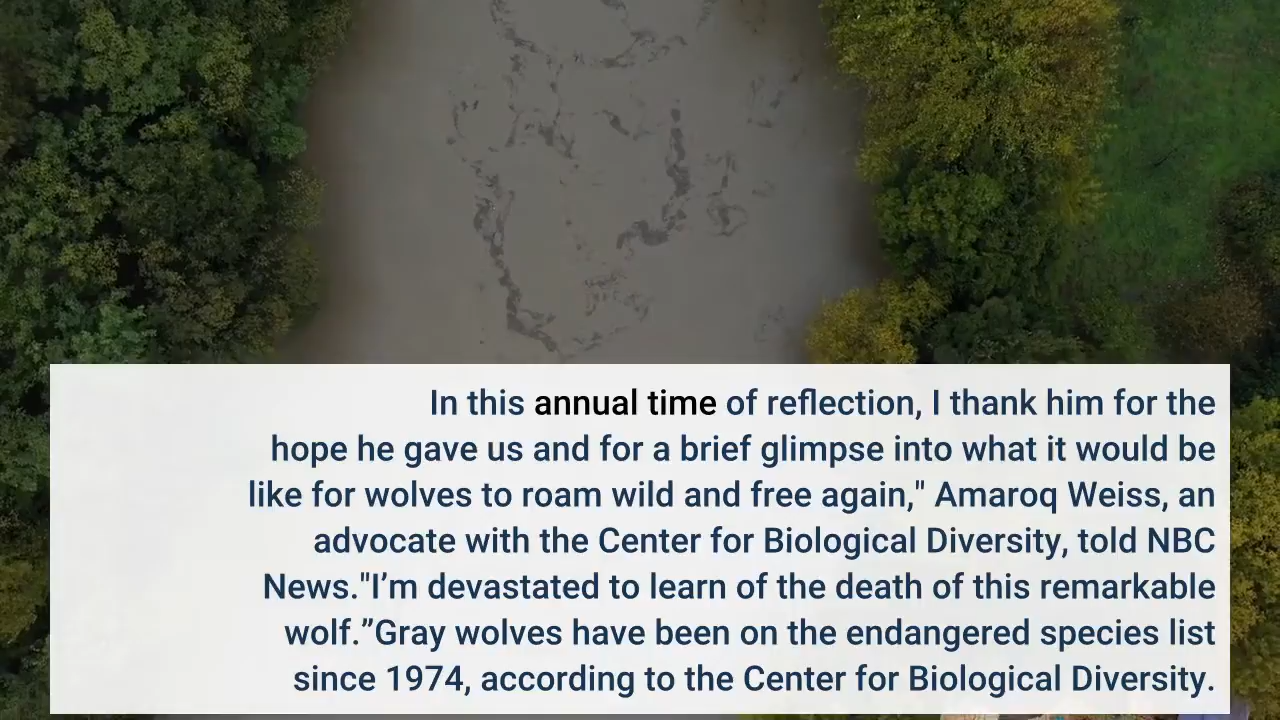 In this annual time of reflection, I thank him for the
hope he gave us and for a brief glimpse into what it would be
like for wolves to roam wild and free again," Amaroq Weiss, an
advocate with the Center for Biological Diversity, told NBC
News."I’m devastated to learn of the death of this remarkable
wolf.”Gray wolves have been on the endangered species list
since 1974, according to the Center for Biological Diversity.